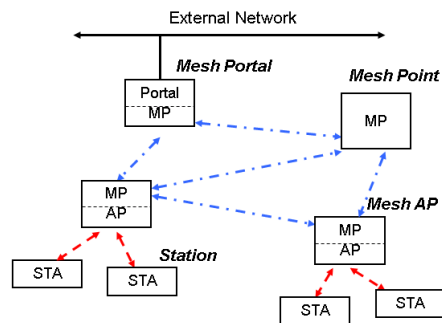 External Network
Mesh Portal
Mesh Point
Portal
MP
MP
MP
AP
Mesh AP
MP
AP
Station
STA
STA
STA
STA